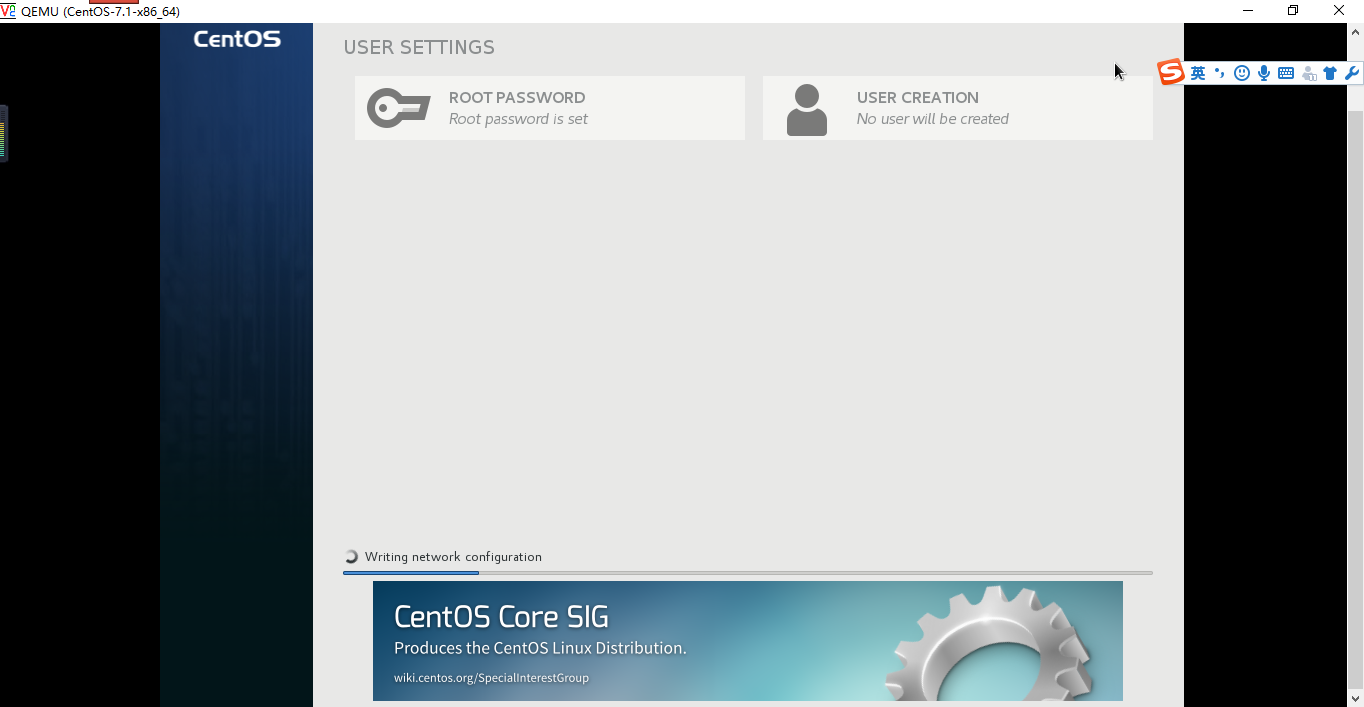 V2 QEMU (CentOS-7.1-x86_64)
CentOS
USER SETTINGS
ROOT PASSWORD
Root password is set
USER CREATION
No user will be created
S 英
Writing network configuration
CentOS Core SIG
Produces the CentOS Linux Distribution.
wiki.centos.org/SpecialInterestGroup